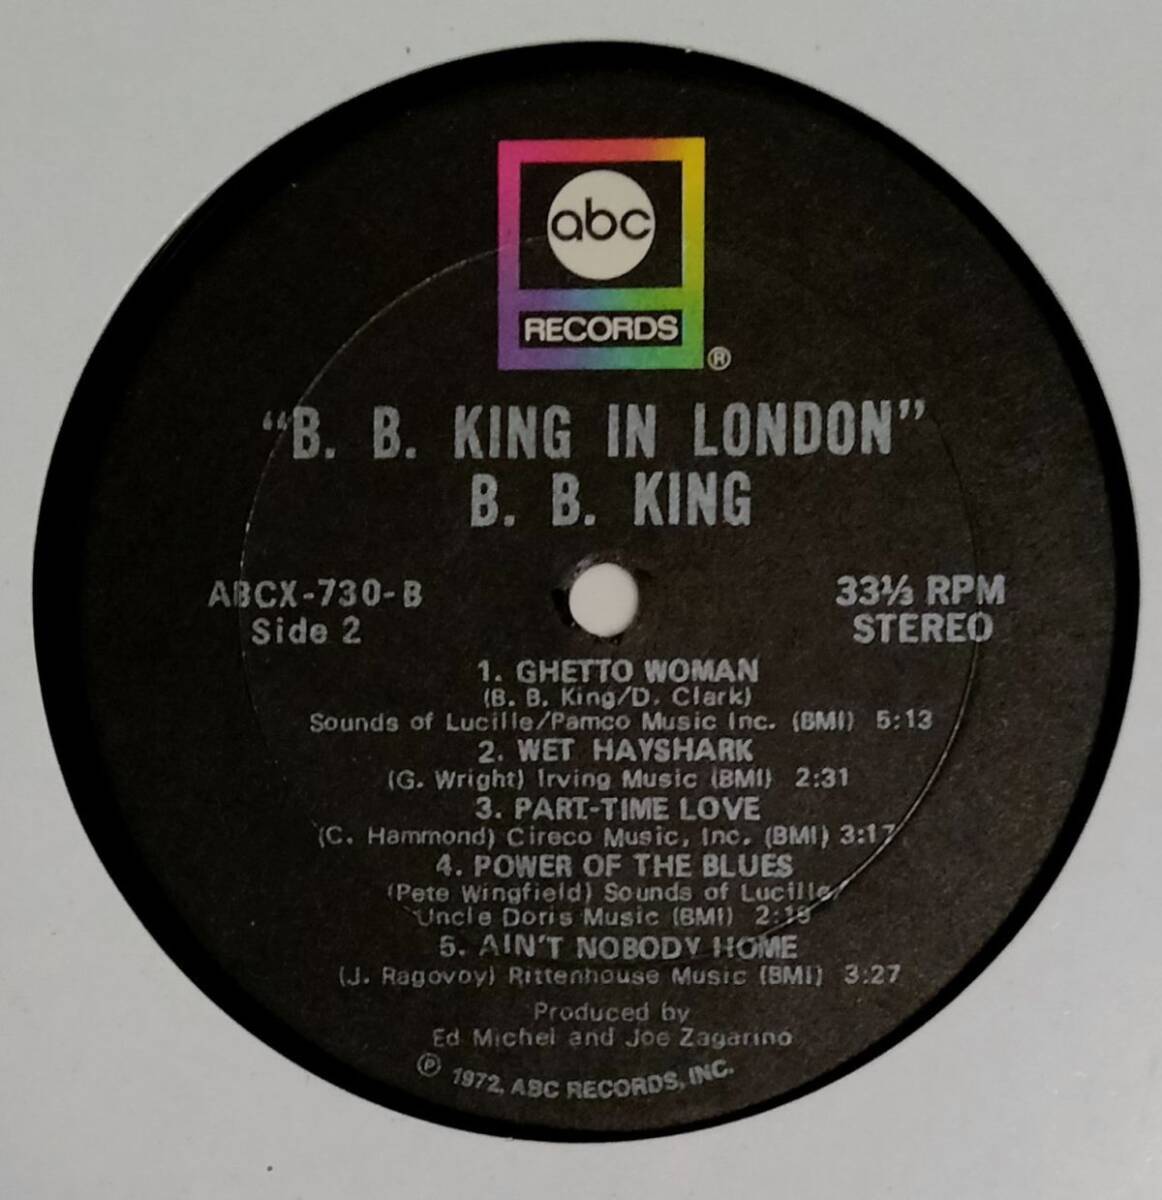 abc
RECORDS
®
"B. B. KING IN LONDON"
B. B. KING
ABCX-730-B
Side 2
33⅓ RPM
STEREO
1. GHETTO WOMAN
(B. B. King/D. Clark)
Sounds of Lucille/Pamco Music Inc. (BMI) 5:13
2. WET HAYSHARK
(G. Wright) Irving Music (BMI) 2:31
3. PART-TIME LOVE
(C. Hammond) Cireco Music, Inc. (BMI) 3:17
4. POWER OF THE BLUES
(Pete Wingfield) Sounds of Lucille/
Uncle Doris Music (BMI)
5. AIN'T NOBODY HOME
(J. Ragovoy) Rittenhouse Music (BMI) 3:27
Produced by
Ed Michel and Joe Zagarino
℗ 1972, ABC RECORDS, INC.